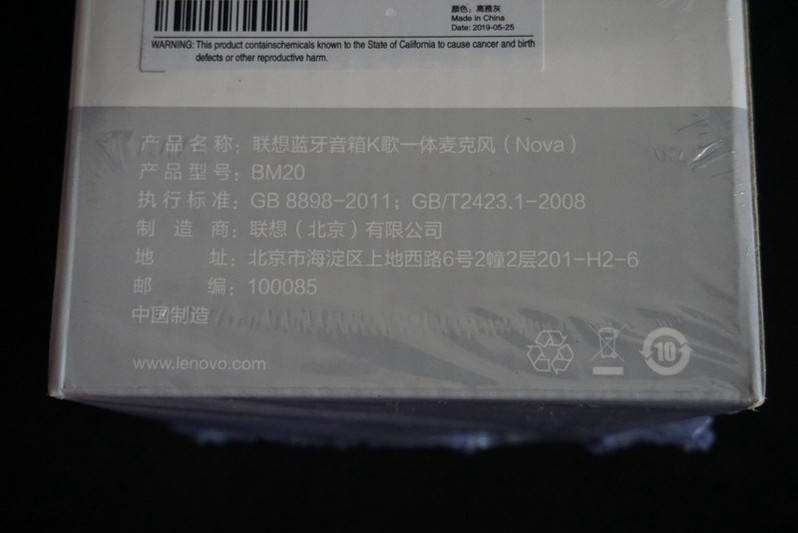 颜色：高雅灰
Made in China
Date: 2019-05-25
WARNING: This product containschemicals known to the State of California to cause cancer and birth
defects or other reproductive harm.
产品名称：联想蓝牙音箱K歌一体麦克风（Nova）
产品型号：BM20
执行标准：GB 8898-2011；GB/T2423.1-2008
制造商：联想（北京）有限公司
地址：北京市海淀区上地西路6号2幢2层201-H2-6
邮编：100085
中国制造
www.lenovo.com
10